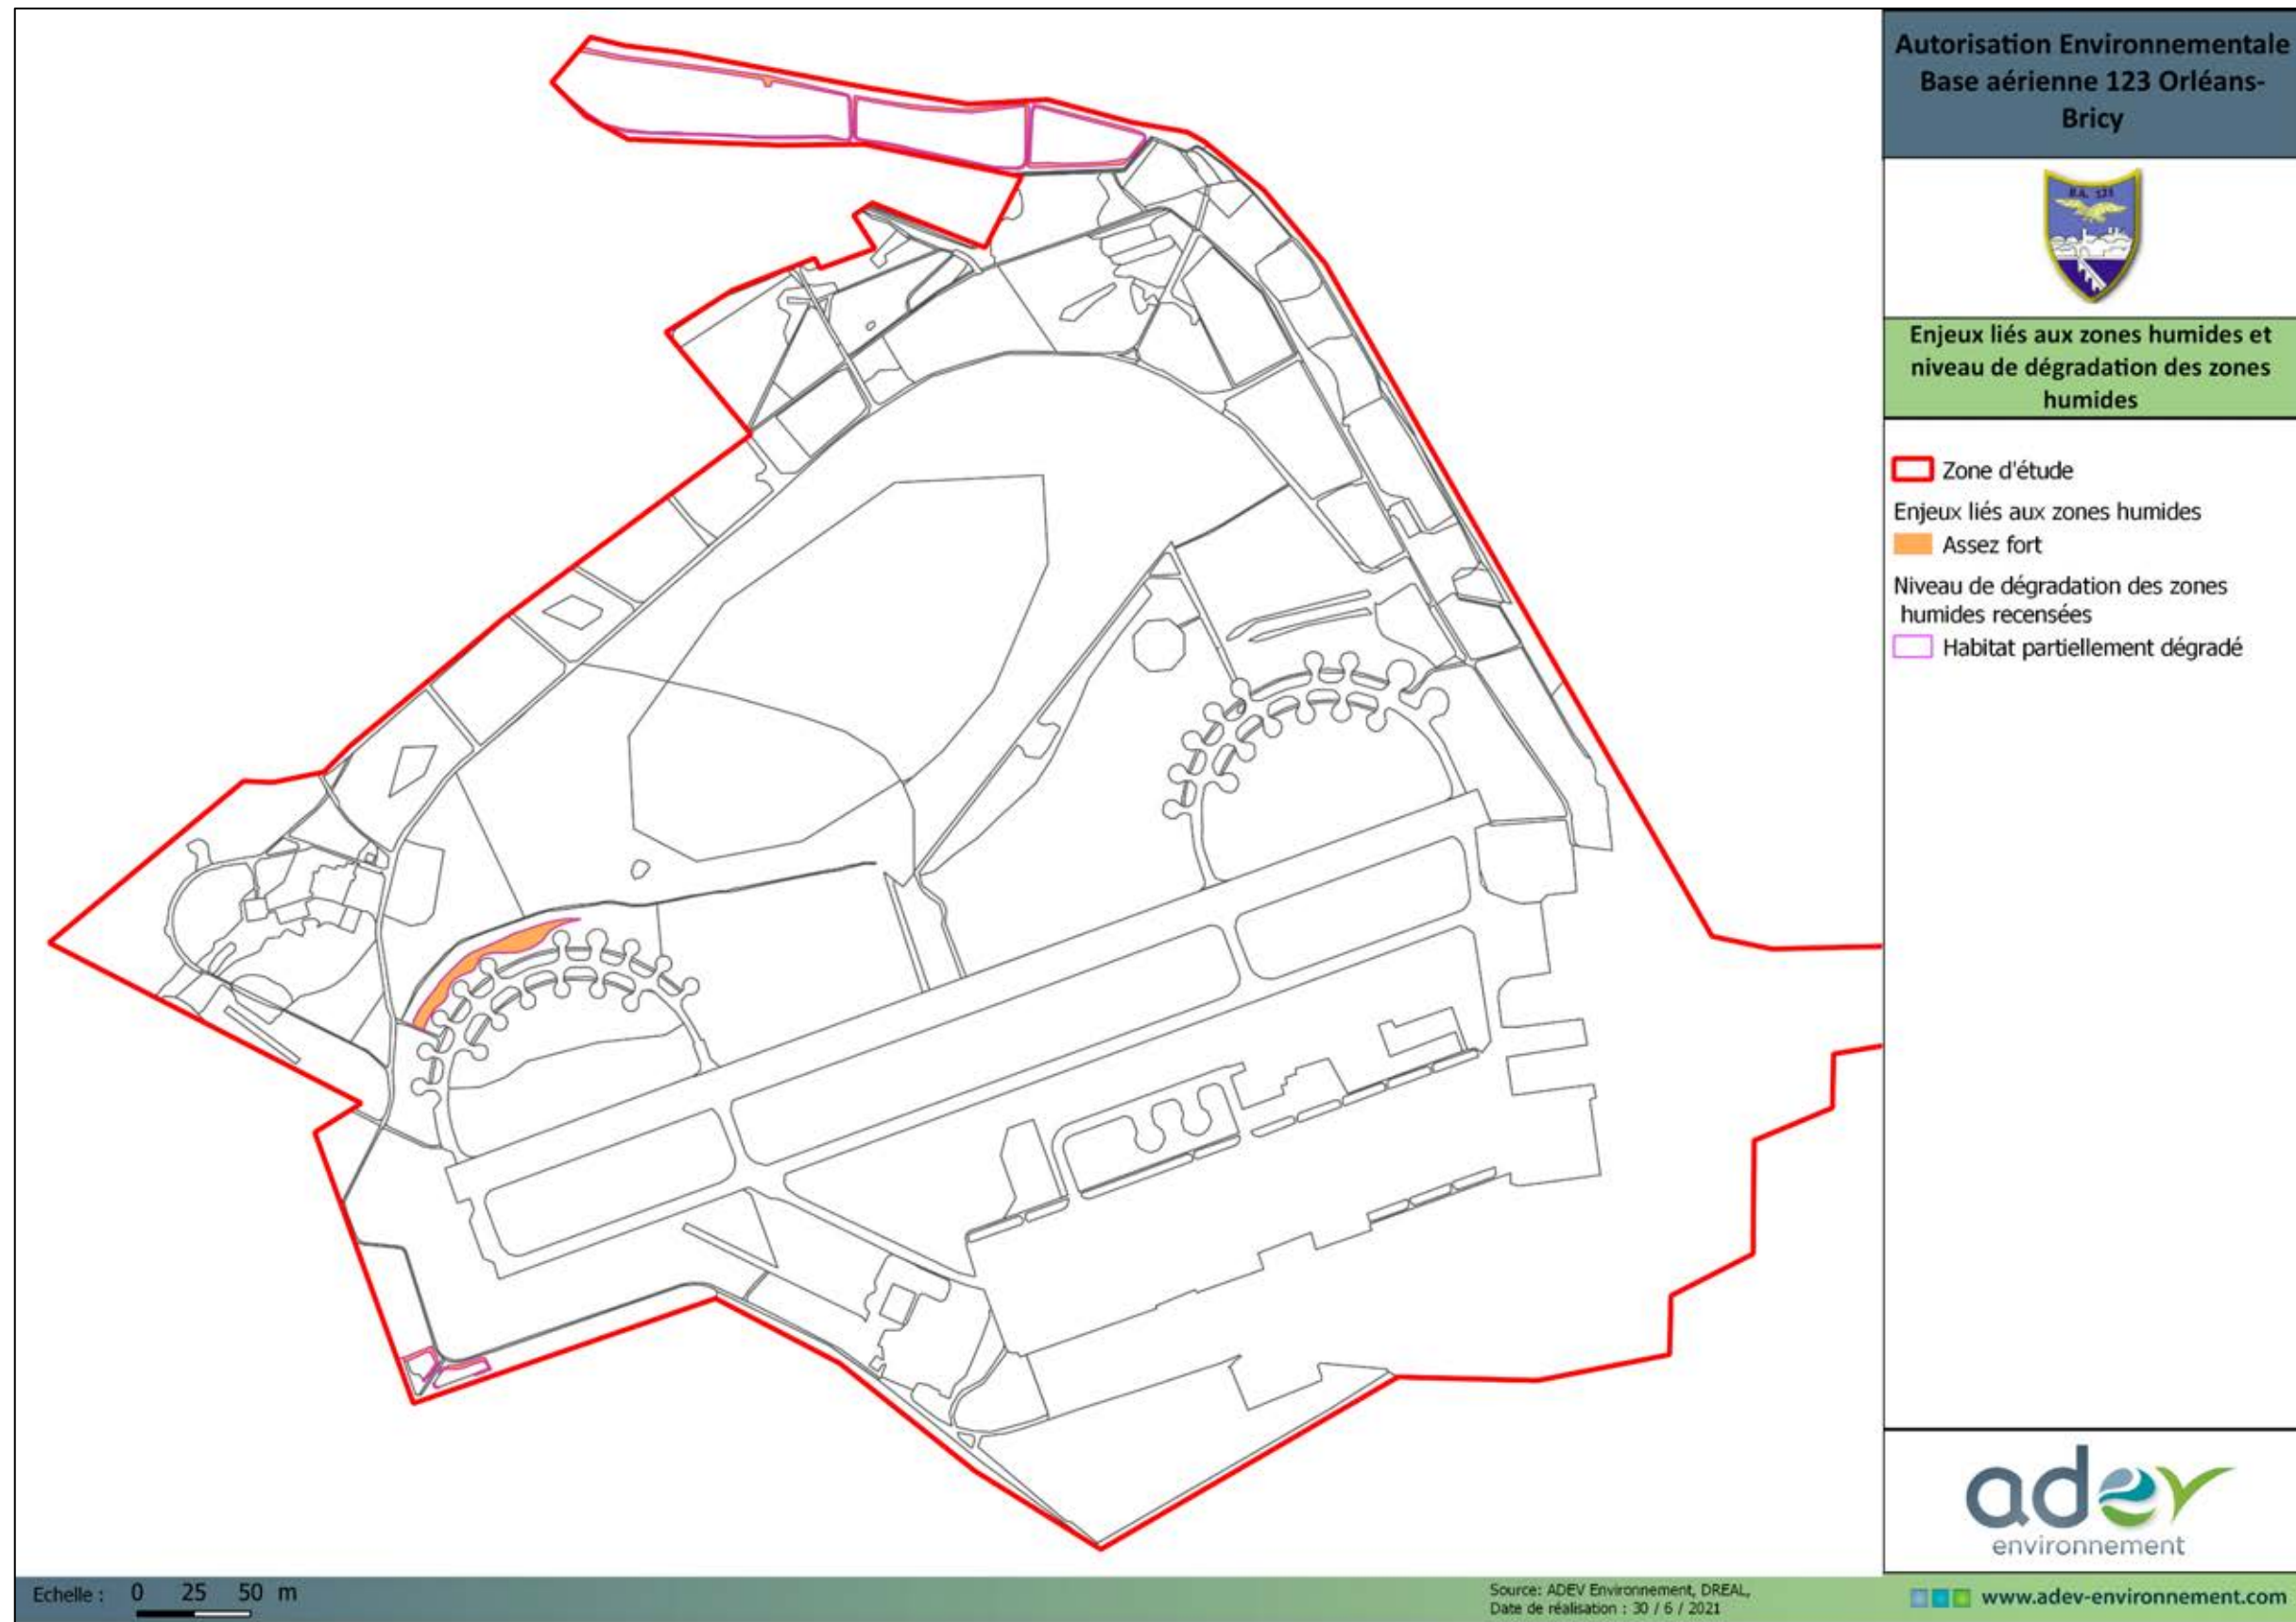 Autorisation Environnementale
Base aérienne 123 Orléans-
Bricy
B.A. 123
Enjeux liés aux zones humides et
niveau de dégradation des zones
humides
Zone d'étude
Enjeux liés aux zones humides
Assez fort
Niveau de dégradation des zones
humides recensées
Habitat partiellement dégradé
adev
environnement
Echelle : 0 25 50 m
Source: ADEV Environnement, DREAL,
Date de réalisation : 30 / 6 / 2021
www.adev-environnement.com